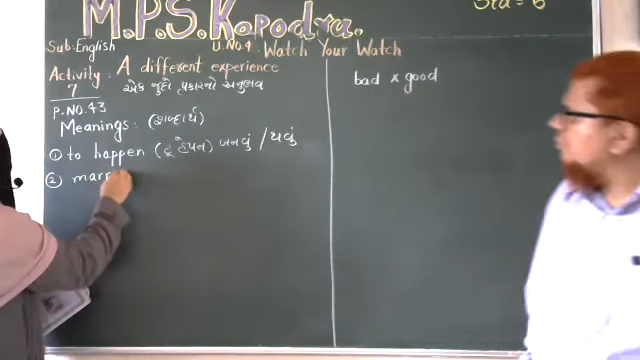 M.P.S. Kapodra.
Std = 6
Sub: English
U.No 4: Watch Your Watch
Activity: A different experience
7
એક જુદા પ્રકારનો અનુભવ
P.NO.43
Meanings: (શબ્દાર્થ)
① to happen (ટૂ હેપન) બનવું / થવું
② marr
bad × good